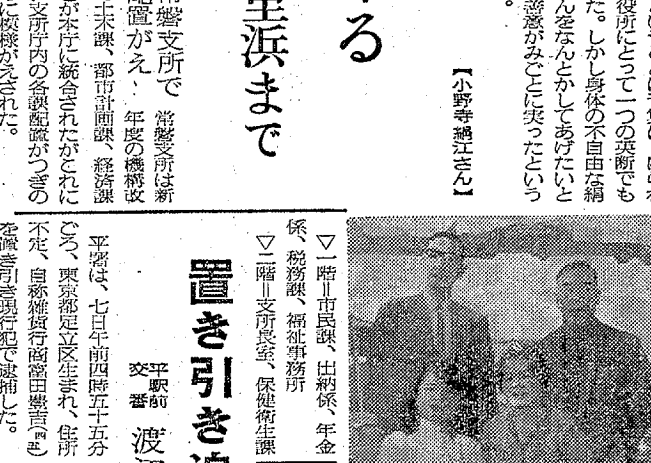 役所にとって一つの英断でも
た。しかし身体の不自由な絹
んをなんとかしてあげたいと
善意がみごとに実ったという
【小野寺絹江さん】
る
里浜まで
常磐支所で
配置がえ
常磐支所は新
年度の機構改
土木課、都市計画課、経済課
が本庁に統合されたがこれに
支所庁内の各課配置がつぎの
に模様がえされた。
▽一階＝市民課、出納係、年金
係、税務課、福祉事務所
▽二階＝支所長室、保健衛生課
置き引き
平駅前
交番
渡
平署は、七日午前四時五十五分
ごろ、東京都足立区生まれ、住所
不定、自称雑貨行商富田
を置き引き現行犯で逮捕した。